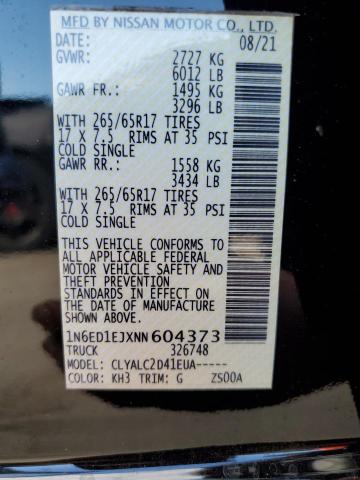 MFD BY NISSAN MOTOR CO., LTD.
DATE: 08/21
GVWR: 2727 KG
6012 LB
GAWR FR: 1495 KG
3296 LB
WITH 265/65R17 TIRES
17 X 7.5 RIMS AT 35 PSI
COLD SINGLE
GAWR RR: 1558 KG
3434 LB
WITH 265/65R17 TIRES
17 X 7.5 RIMS AT 35 PSI
COLD SINGLE
THIS VEHICLE CONFORMS TO
ALL APPLICABLE FEDERAL
MOTOR VEHICLE SAFETY AND
THEFT PREVENTION
STANDARDS IN EFFECT ON
THE DATE OF MANUFACTURE
SHOWN ABOVE.
1N6ED1EJXNN604373
TRUCK 326748
MODEL: CLYALC2D41EUA-----
COLOR: KH3 TRIM: G ZS00A